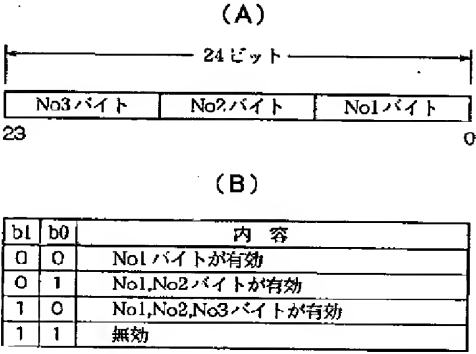 (A)
24ビット
No3バイト No2バイト No1バイト
23 0
(B)
b1 b0 内 容
0 0 No1バイトが有効
0 1 No1,No2バイトが有効
1 0 No1,No2,No3バイトが有効
1 1 無効